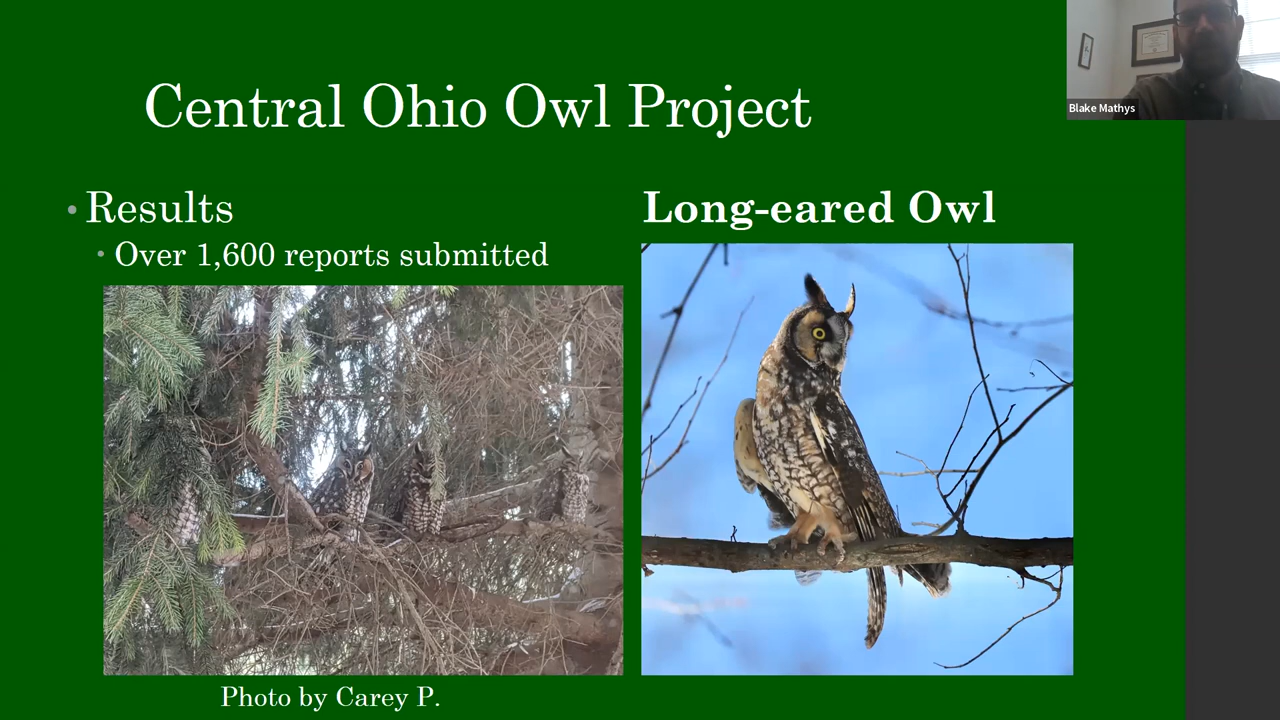 Central Ohio Owl Project
Blake Mathys
• Results
• Over 1,600 reports submitted
Long-eared Owl
Photo by Carey P.